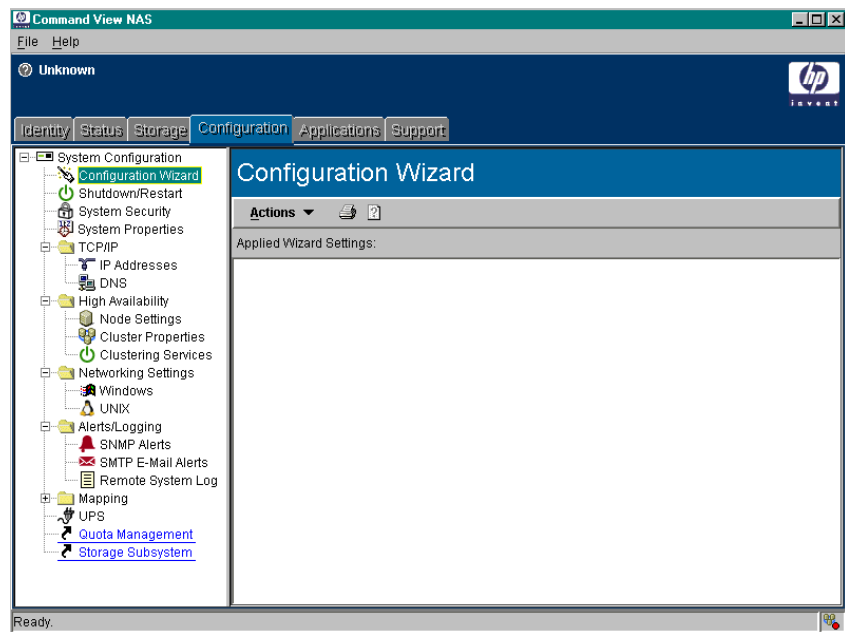 Command View NAS
File Help
Unknown
hp
invent
Identity Status Storage Configuration Applications Support
System Configuration
Configuration Wizard
Shutdown/Restart
System Security
System Properties
TCP/IP
IP Addresses
DNS
High Availability
Node Settings
Cluster Properties
Clustering Services
Networking Settings
Windows
UNIX
Alerts/Logging
SNMP Alerts
SMTP E-Mail Alerts
Remote System Log
Mapping
UPS
Quota Management
Storage Subsystem
Configuration Wizard
Actions
Applied Wizard Settings:
Ready.